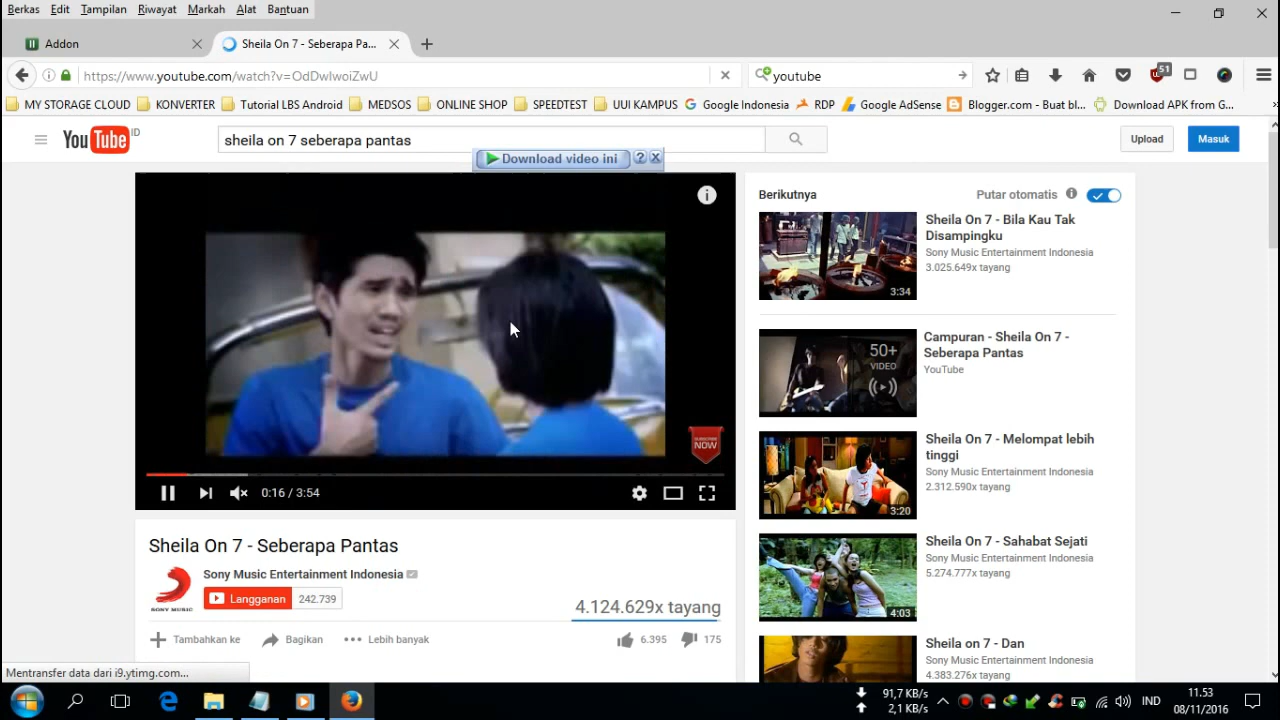 Berkas Edit Tampilan Riwayat Markah Alat Bantuan
Addon
Sheila On 7 - Seberapa Pa...
https://www.youtube.com/watch?v=OdDwIwoiZwU
51
youtube
MY STORAGE CLOUD KONVERTER Tutorial LBS Android MEDSOS ONLINE SHOP SPEEDTEST UUI KAMPUS Google Indonesia RDP Google AdSense Blogger.com - Buat bl... Download APK from G...
YouTube ID
sheila on 7 seberapa pantas
Upload
Masuk
Download video ini ?
SUBSCRIBE
NOW
0:16 / 3:54
Sheila On 7 - Seberapa Pantas
Sony Music Entertainment Indonesia
SONY MUSIC
Langganan 242.739
4.124.629x tayang
Tambahkan ke Bagikan Lebih banyak 6.395 175
Berikutnya
Putar otomatis
Sheila On 7 - Bila Kau Tak
Disampingku
Sony Music Entertainment Indonesia
3.025.649x tayang
3:34
Campuran - Sheila On 7 -
Seberapa Pantas
YouTube
50+
VIDEO
Sheila On 7 - Melompat lebih
tinggi
Sony Music Entertainment Indonesia
2.312.590x tayang
3:20
Sheila On 7 - Sahabat Sejati
Sony Music Entertainment Indonesia
5.274.777x tayang
4:03
Sheila on 7 - Dan
Sony Music Entertainment Indonesia
4.383.276x tayang
Mentransfer data dari i9.ytimg.com...
91,7 KB/s
2,1 KB/s
IND
11.53
08/11/2016